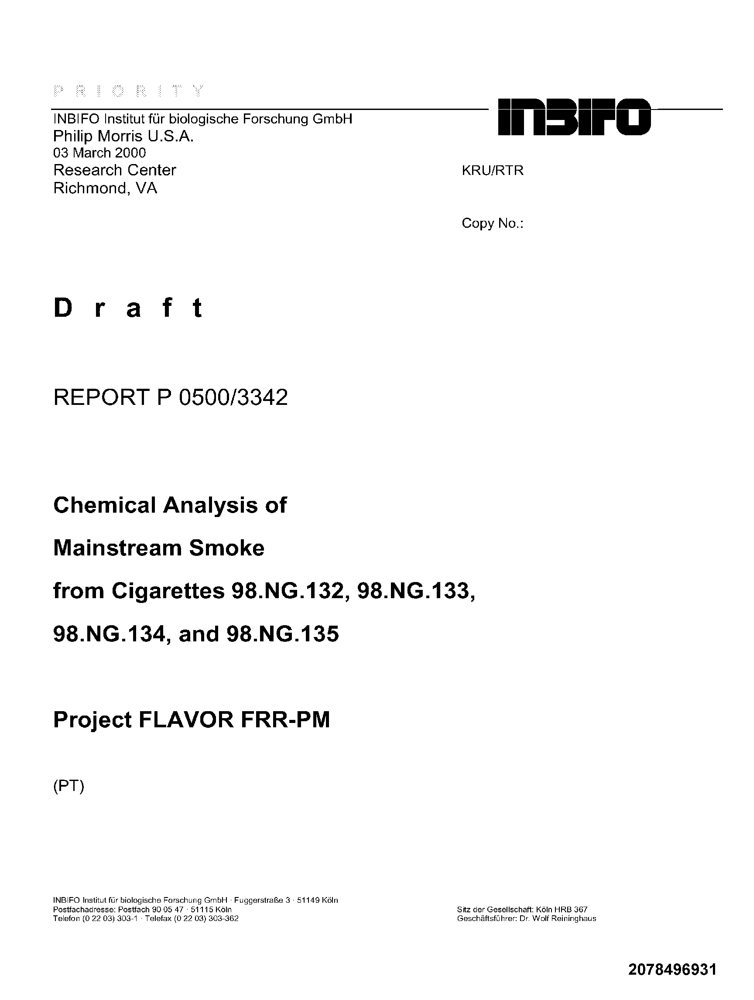 PRIORITY
INBIFO
INBIFO Institut für biologische Forschung GmbH
Philip Morris U.S.A.
03 March 2000
Research Center
KRU/RTR
Richmond, VA
Copy No.:
D r a f t
REPORT P 0500/3342
Chemical Analysis of
Mainstream Smoke
from Cigarettes 98.NG.132, 98.NG.133,
98.NG.134, and 98.NG.135
Project FLAVOR FRR-PM
(PT)
INBIFO Institut für biologische Forschung GmbH · Fuggerstraße 3 · 51149 Köln
Postfachadresse: Postfach 90 05 47 · 51115 Köln
Telefon (0 22 03) 303-1 · Telefax (0 22 03) 303-362
Sitz der Gesellschaft: Köln HRB 367
Geschäftsführer: Dr. Wolf Reininghaus
2078496931